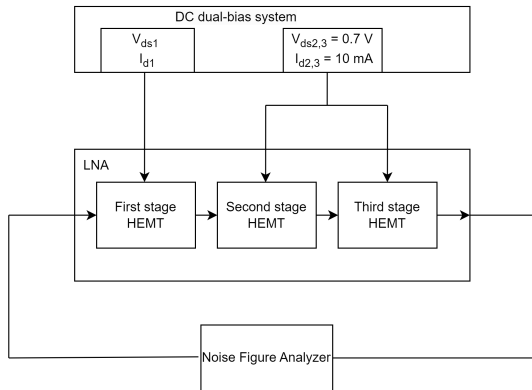 DC dual-bias system
Vds1
Id1
Vds2,3 = 0.7 V
Id2,3 = 10 mA
LNA
First stage
HEMT
Second stage
HEMT
Third stage
HEMT
Noise Figure Analyzer